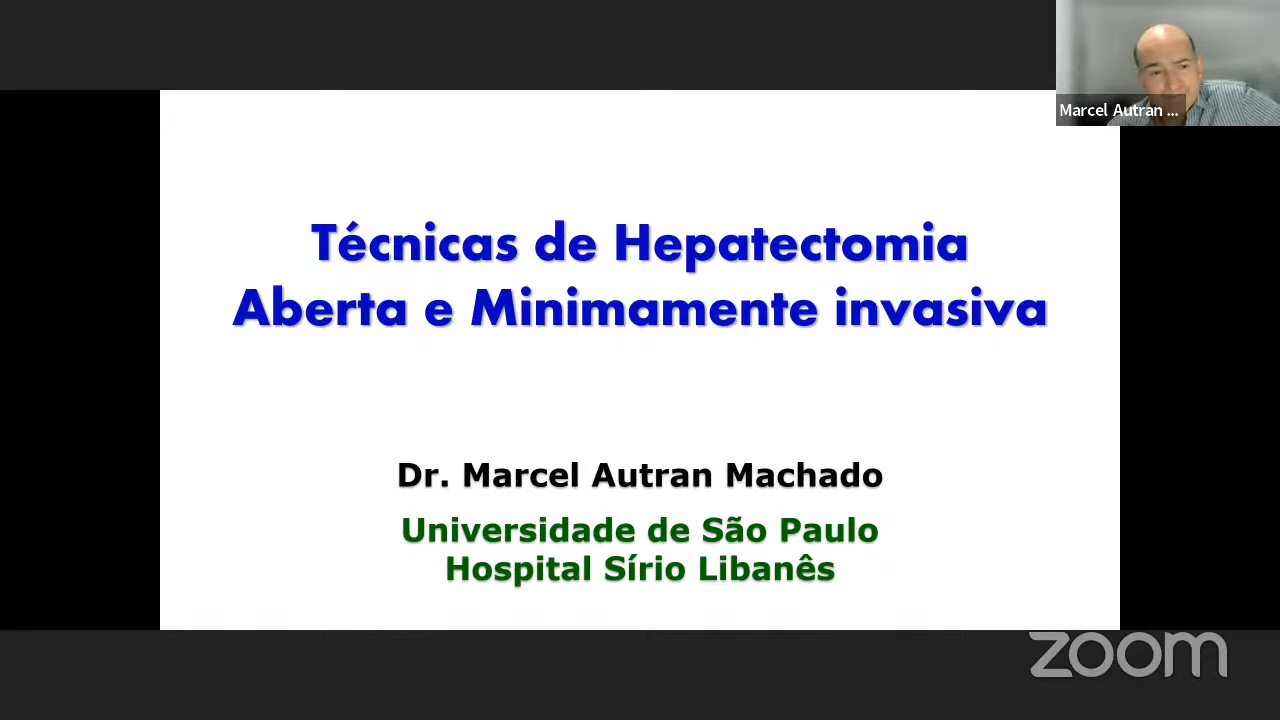 Marcel Autran ...
Técnicas de Hepatectomia
Aberta e Minimamente invasiva
Dr. Marcel Autran Machado
Universidade de São Paulo
Hospital Sírio Libanês
zoom